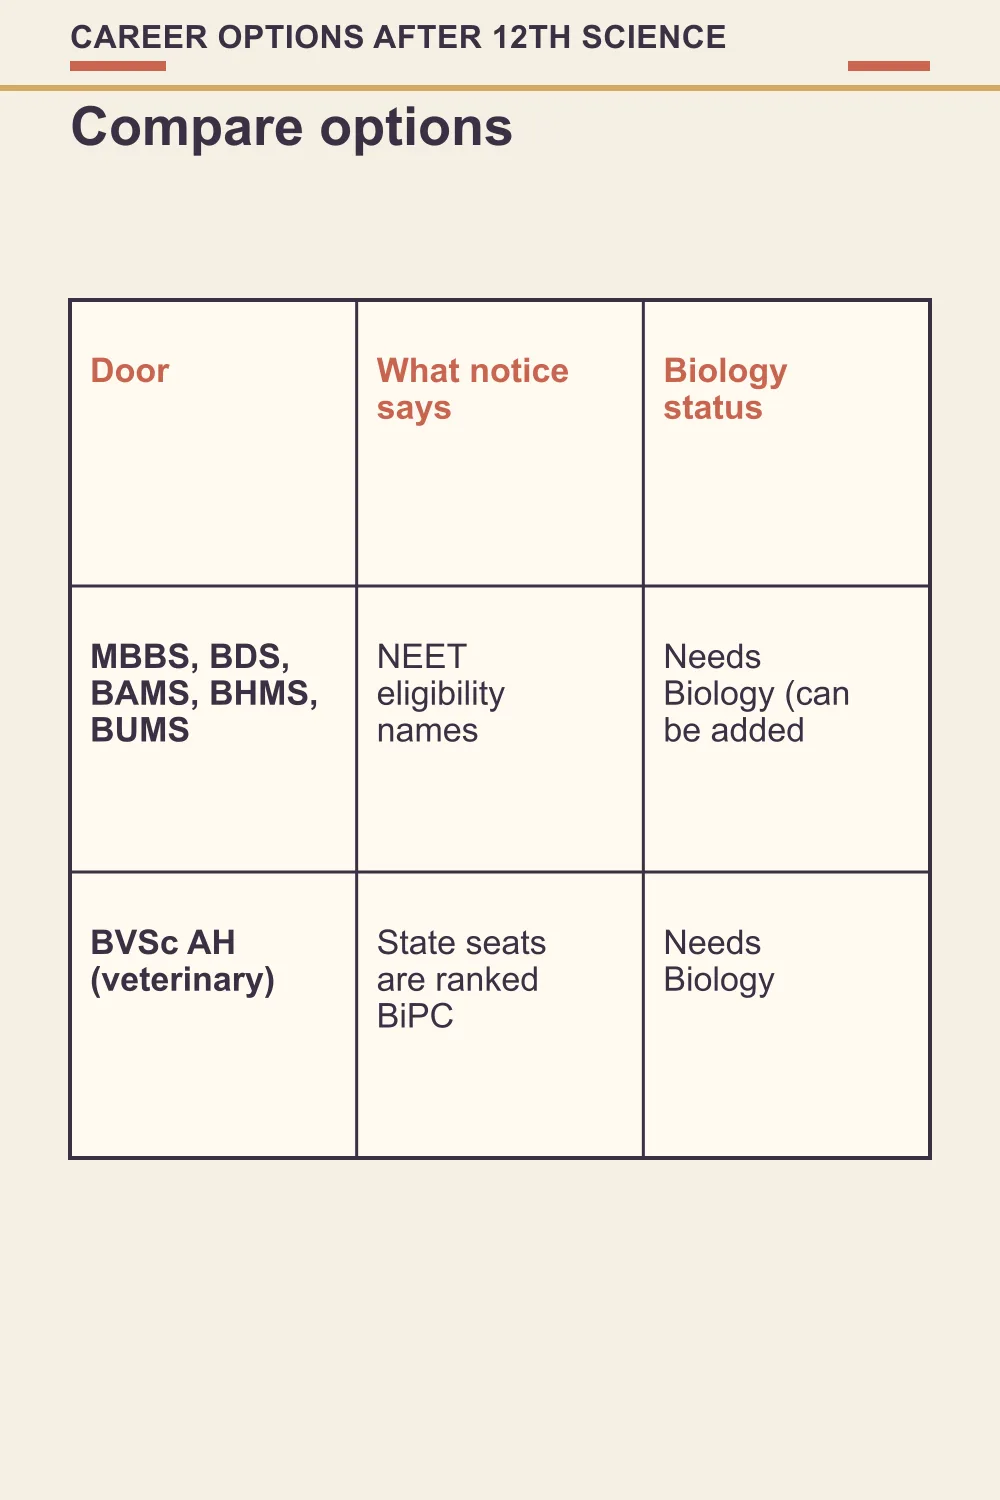 CAREER OPTIONS AFTER 12TH SCIENCE
Compare options
Door
What notice
says
Biology
status
MBBS, BDS,
BAMS, BHMS,
BUMS
NEET
eligibility
names
Needs
Biology (can
be added
BVSc AH
(veterinary)
State seats
are ranked
BiPC
Needs
Biology